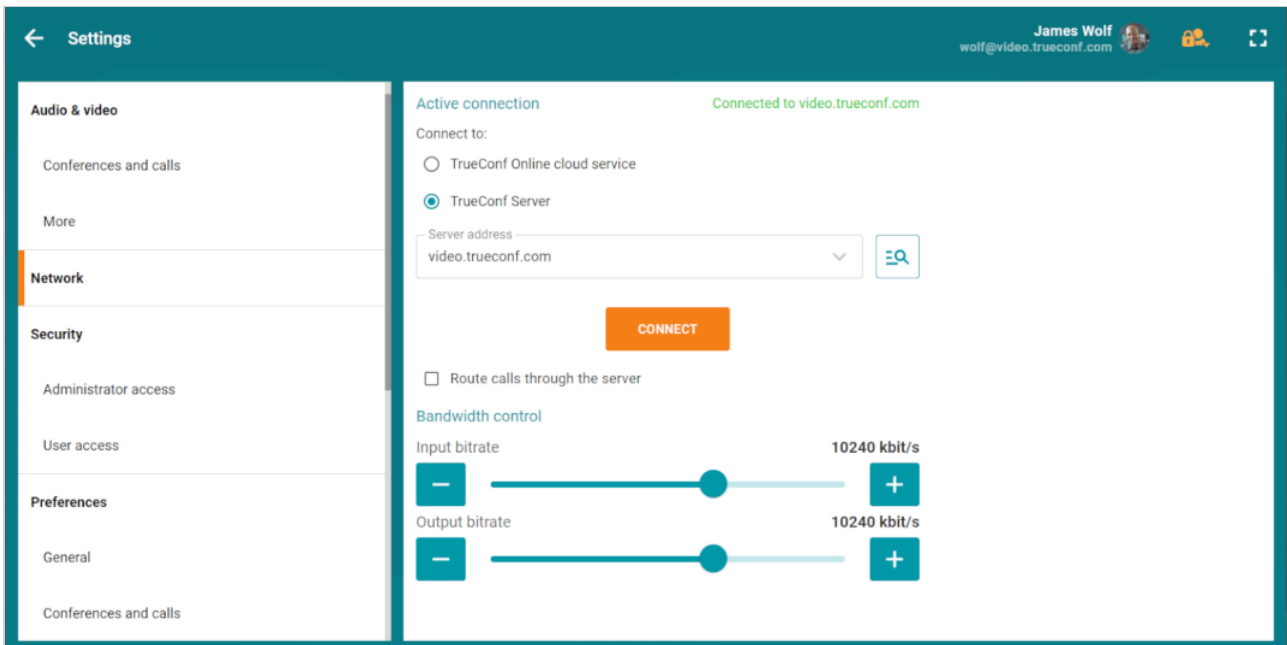 Settings
James Wolf
wolf@video.trueconf.com
Audio & video
Conferences and calls
More
Network
Security
Administrator access
User access
Preferences
General
Conferences and calls
Active connection
Connected to video.trueconf.com
Connect to:
TrueConf Online cloud service
TrueConf Server
Server address
video.trueconf.com
CONNECT
Route calls through the server
Bandwidth control
Input bitrate
10240 kbit/s
Output bitrate
10240 kbit/s